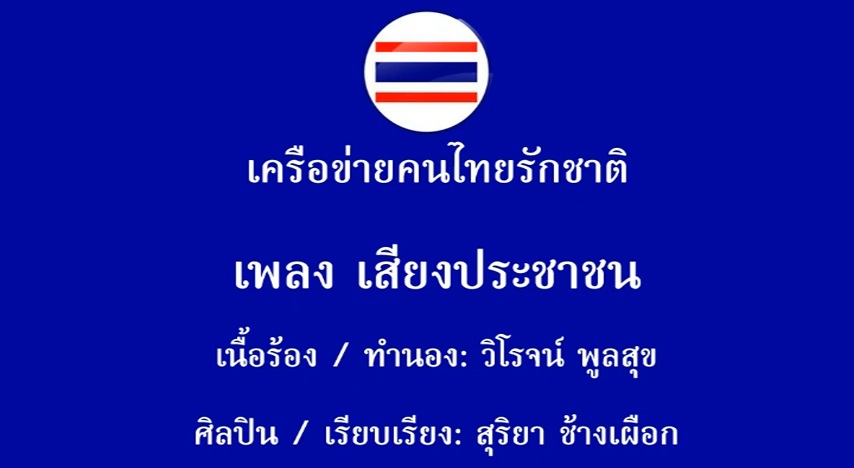 เครือข่ายคนไทยรักชาติ
เพลง เสียงประชาชน
เนื้อร้อง / ทำนอง: วิโรจน์ พูลสุข
ศิลปิน / เรียบเรียง: สุริยา ช้างเผือก